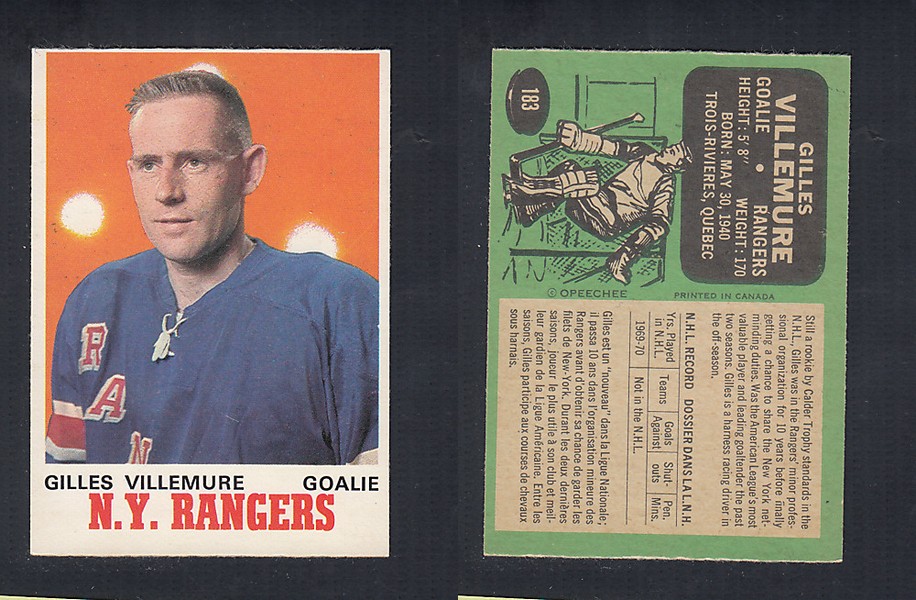 R
A
N
GILLES VILLEMURE GOALIE
N.Y. RANGERS
183
GILLES
VILLEMURE
GOALIE • RANGERS
HEIGHT: 5'8" WEIGHT: 170
BORN: MAY 30, 1940
TROIS-RIVIERES, QUEBEC
© OPEECHEE PRINTED IN CANADA
Still a rookie by Calder Trophy standards in the
N.H.L., Gilles was in the Rangers' minor profes-
sional organization for 10 years before finally
getting a chance to share the New York net-
minding duties. Was the American League's most
valuable player and leading goaltender the past
two seasons. Gilles is a harness racing driver in
the off-season.
N.H.L. RECORD DOSSIER DANS LA L.N.H.
Yrs. Played Teams Goals Shut- Pen.
in N.H.L. Against outs Mins.
1969-70 Not in the N.H.L.
Gilles est un "nouveau" dans la Ligue Nationale;
il passa 10 ans dans l'organisation mineure des
Rangers avant d'obtenir sa chance de garder les
filets de New-York. Durant les deux dernières
saisons, joueur le plus utile à son club et meil-
leur gardien de la Ligue Américaine. Entre les
saisons, Gilles participe aux courses de chevaux
sous harnais.